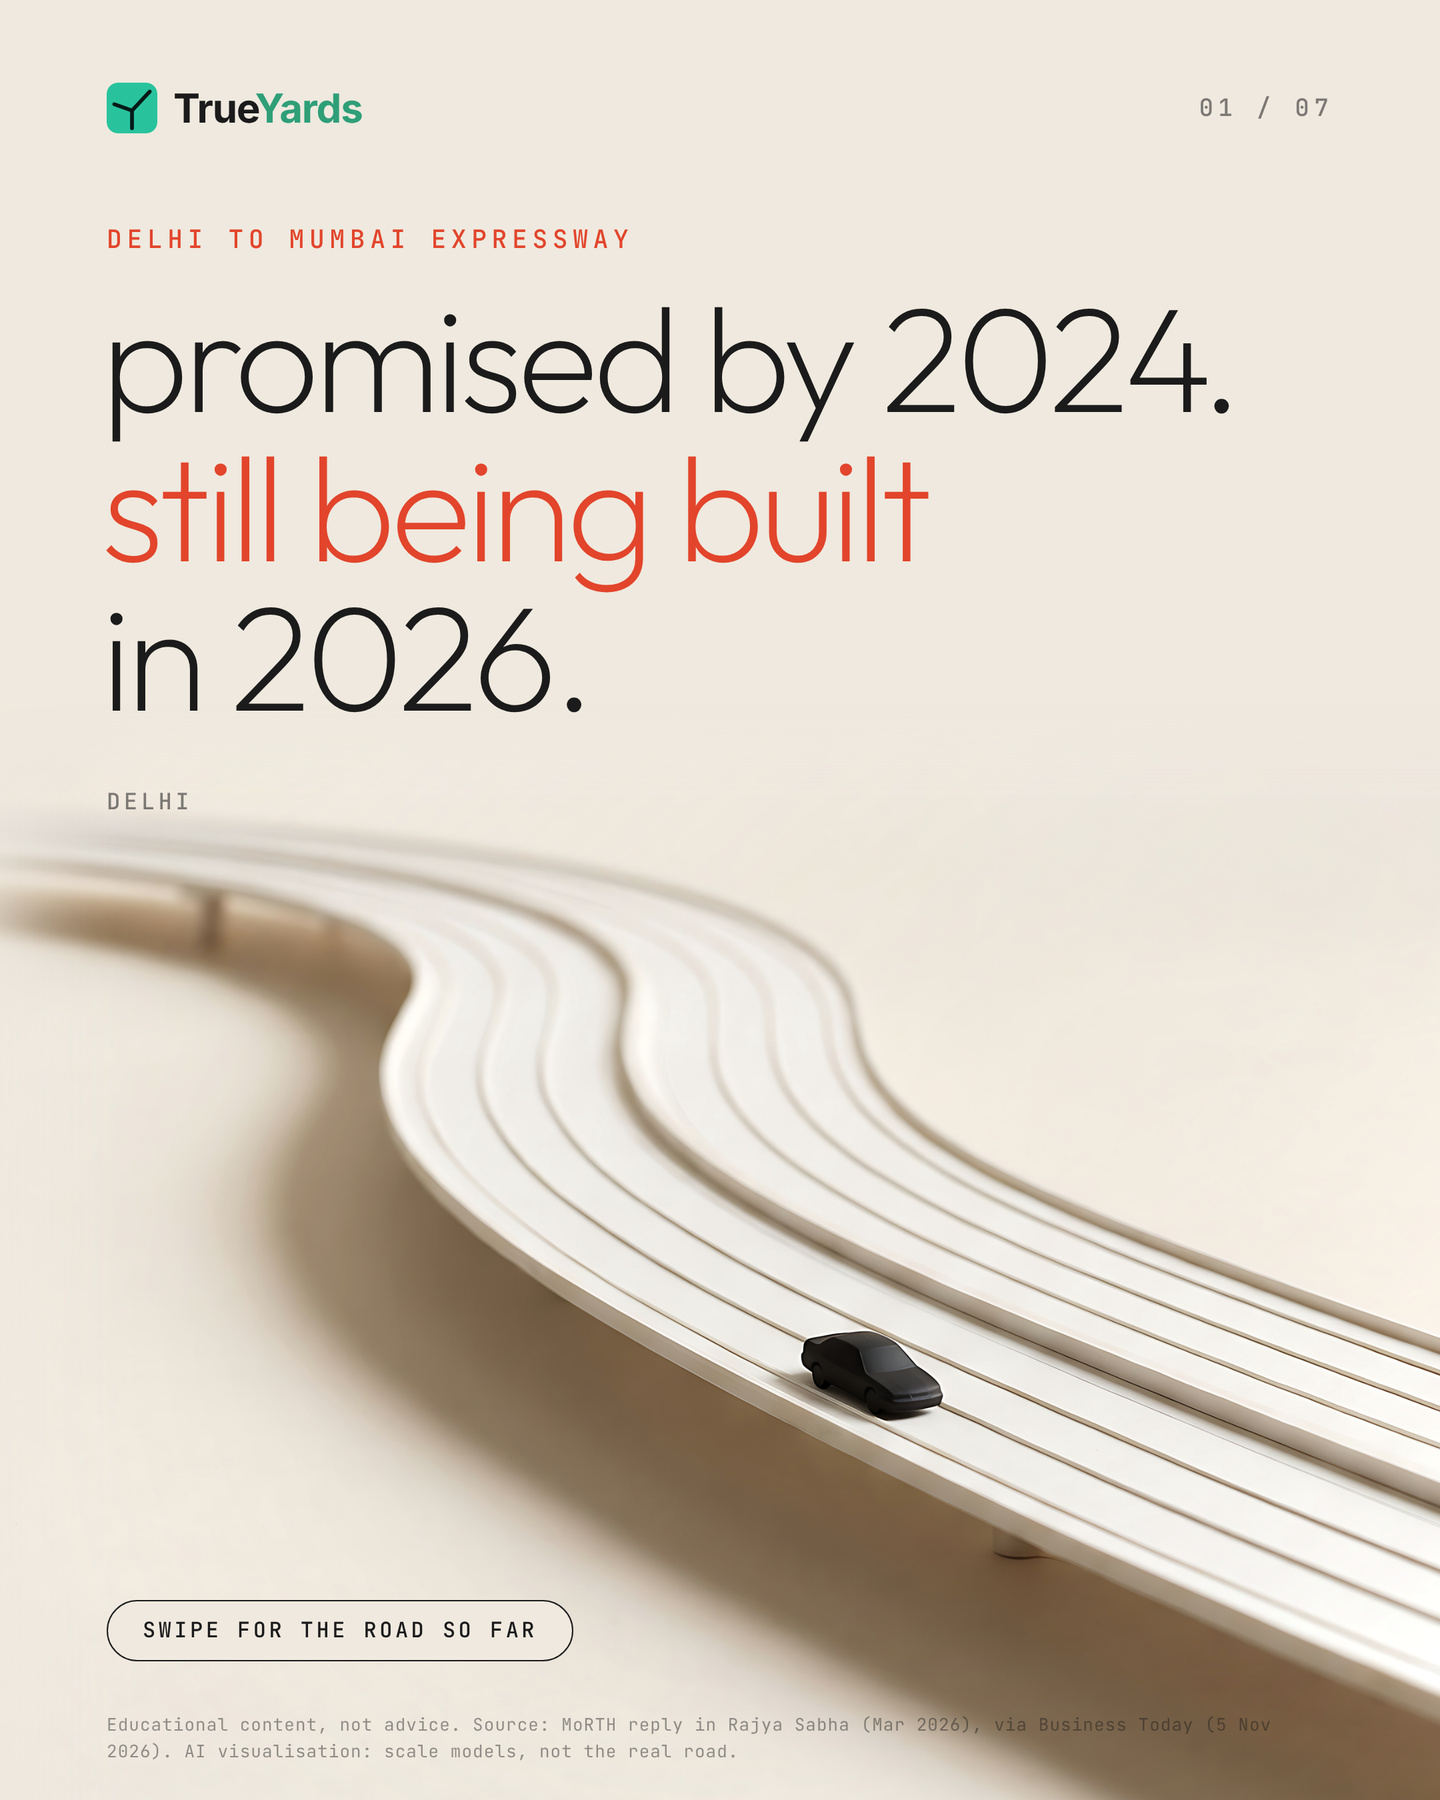 TrueYards
01 / 07
DELHI TO MUMBAI EXPRESSWAY
promised by 2024.
still being built
in 2026.
DELHI
SWIPE FOR THE ROAD SO FAR
Educational content, not advice. Source: MoRTH reply in Rajya Sabha (Mar 2026), via Business Today (5 Nov
2026). AI visualisation: scale models, not the real road.